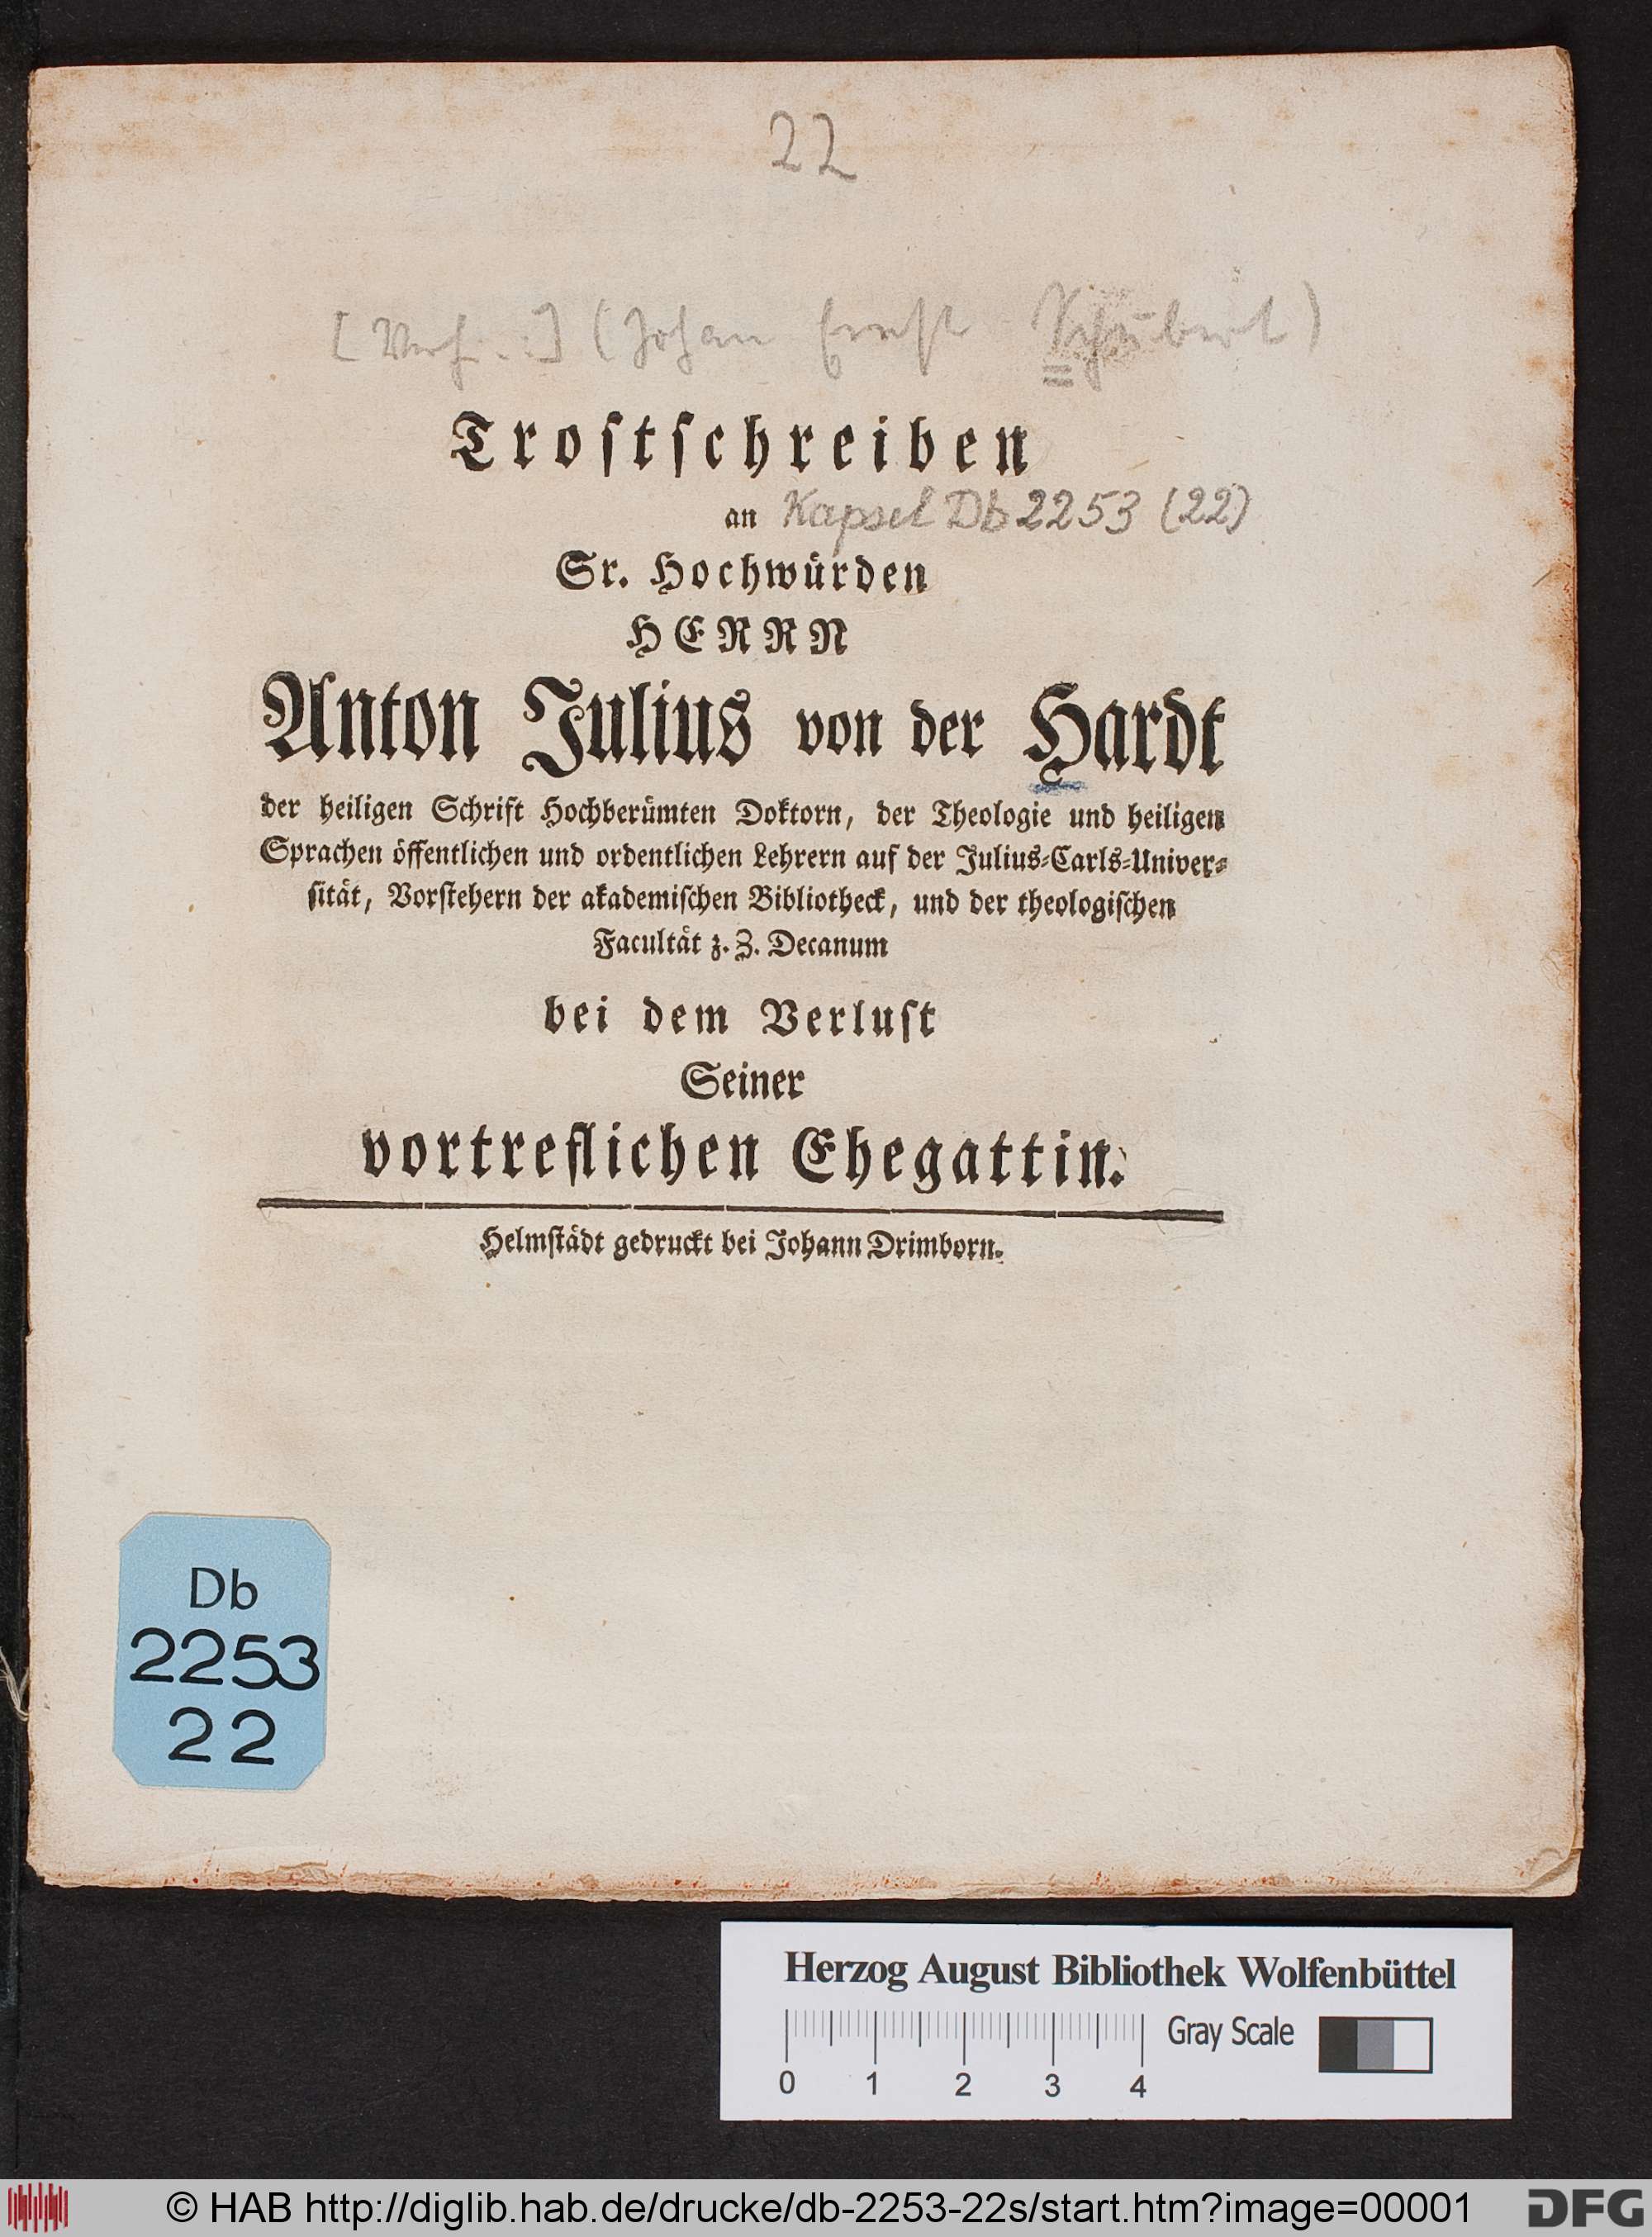 22
[Verf. ..] (Johan Ernst Schubert)
Trostschreiben
an Kapsel Db 2253 (22)
Sr. Hochwürden
HERRN
Anton Julius von der Hardt
der heiligen Schrift Hochberümten Doktorn, der Theologie und heiligen
Sprachen öffentlichen und ordentlichen Lehrern auf der Julius-Carls-Univer-
sität, Vorstehern der akademischen Bibliotheck, und der theologischen
Facultät z. Z. Decanum
bei dem Verlust
Seiner
vortreflichen Ehegattin.
Helmstädt gedruckt bei Johann Drimborn.
Db
2253
22
Herzog August Bibliothek Wolfenbüttel
Gray Scale
0 1 2 3 4
© HAB http://diglib.hab.de/drucke/db-2253-22s/start.htm?image=00001
DFG